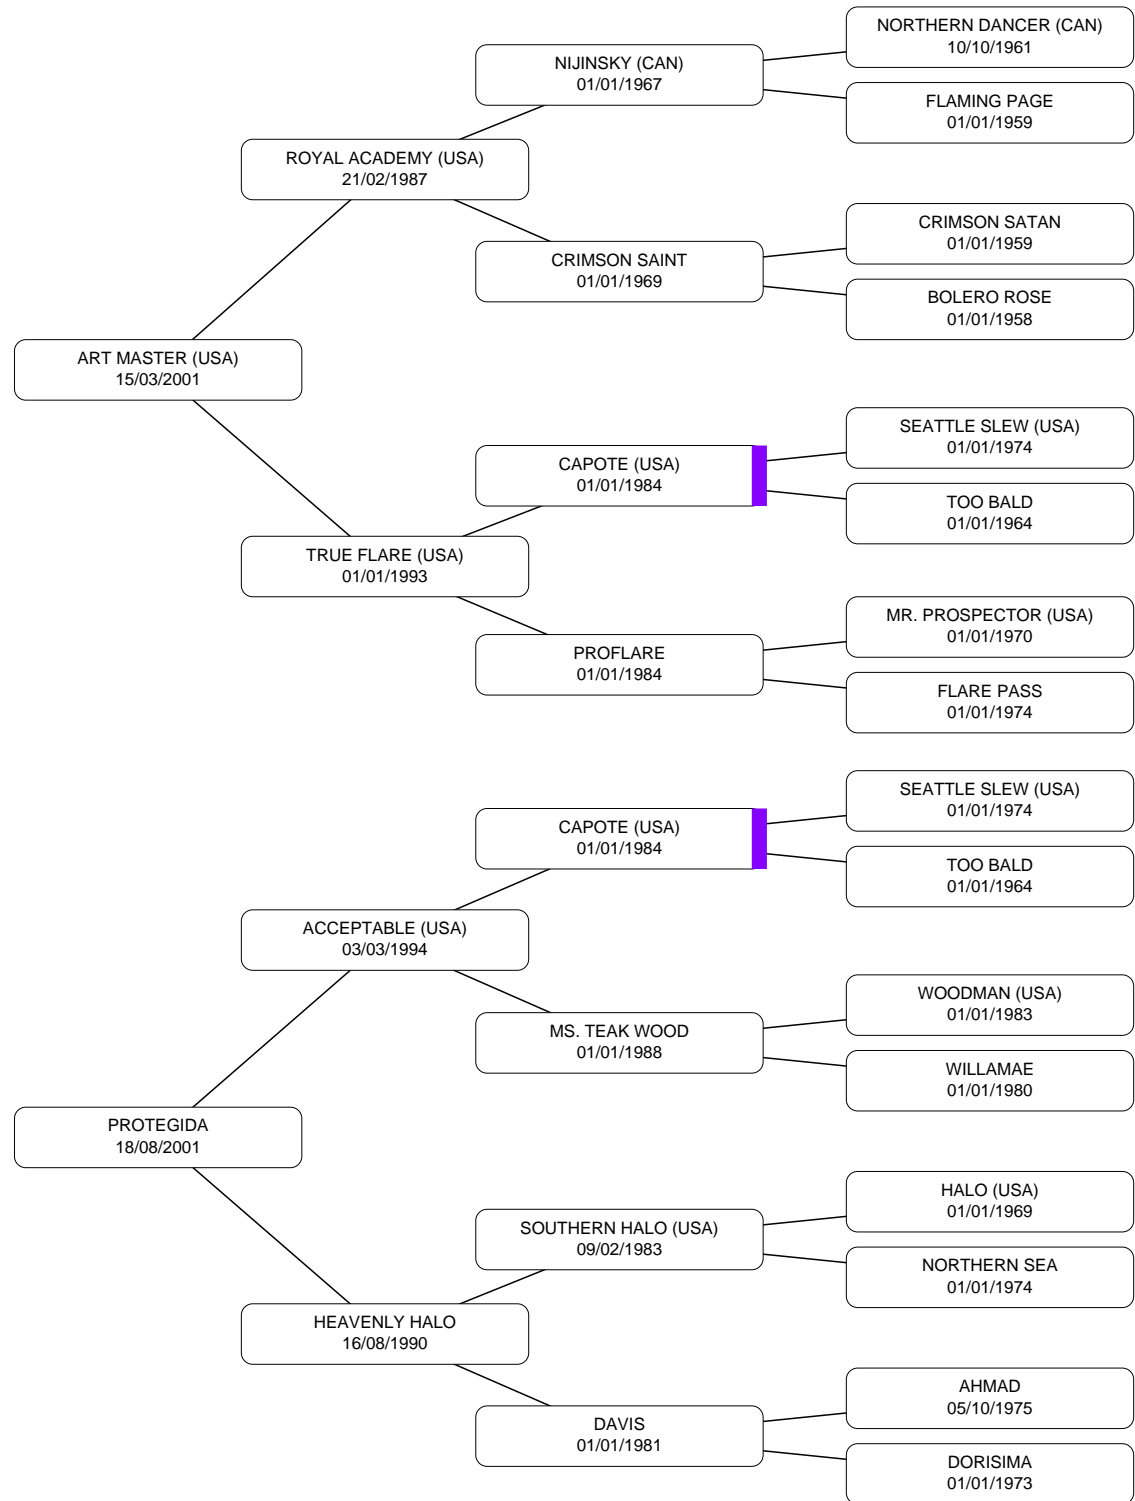 NORTHERN DANCER (CAN)
10/10/1961
NIJINSKY (CAN)
01/01/1967
FLAMING PAGE
01/01/1959
ROYAL ACADEMY (USA)
21/02/1987
CRIMSON SATAN
01/01/1959
CRIMSON SAINT
01/01/1969
BOLERO ROSE
01/01/1958
ART MASTER (USA)
15/03/2001
SEATTLE SLEW (USA)
01/01/1974
CAPOTE (USA)
01/01/1984
TOO BALD
01/01/1964
TRUE FLARE (USA)
01/01/1993
MR. PROSPECTOR (USA)
01/01/1970
PROFLARE
01/01/1984
FLARE PASS
01/01/1974
SEATTLE SLEW (USA)
01/01/1974
CAPOTE (USA)
01/01/1984
TOO BALD
01/01/1964
ACCEPTABLE (USA)
03/03/1994
WOODMAN (USA)
01/01/1983
MS. TEAK WOOD
01/01/1988
WILLAMAE
01/01/1980
PROTEGIDA
18/08/2001
HALO (USA)
01/01/1969
SOUTHERN HALO (USA)
09/02/1983
NORTHERN SEA
01/01/1974
HEAVENLY HALO
16/08/1990
AHMAD
05/10/1975
DAVIS
01/01/1981
DORISIMA
01/01/1973